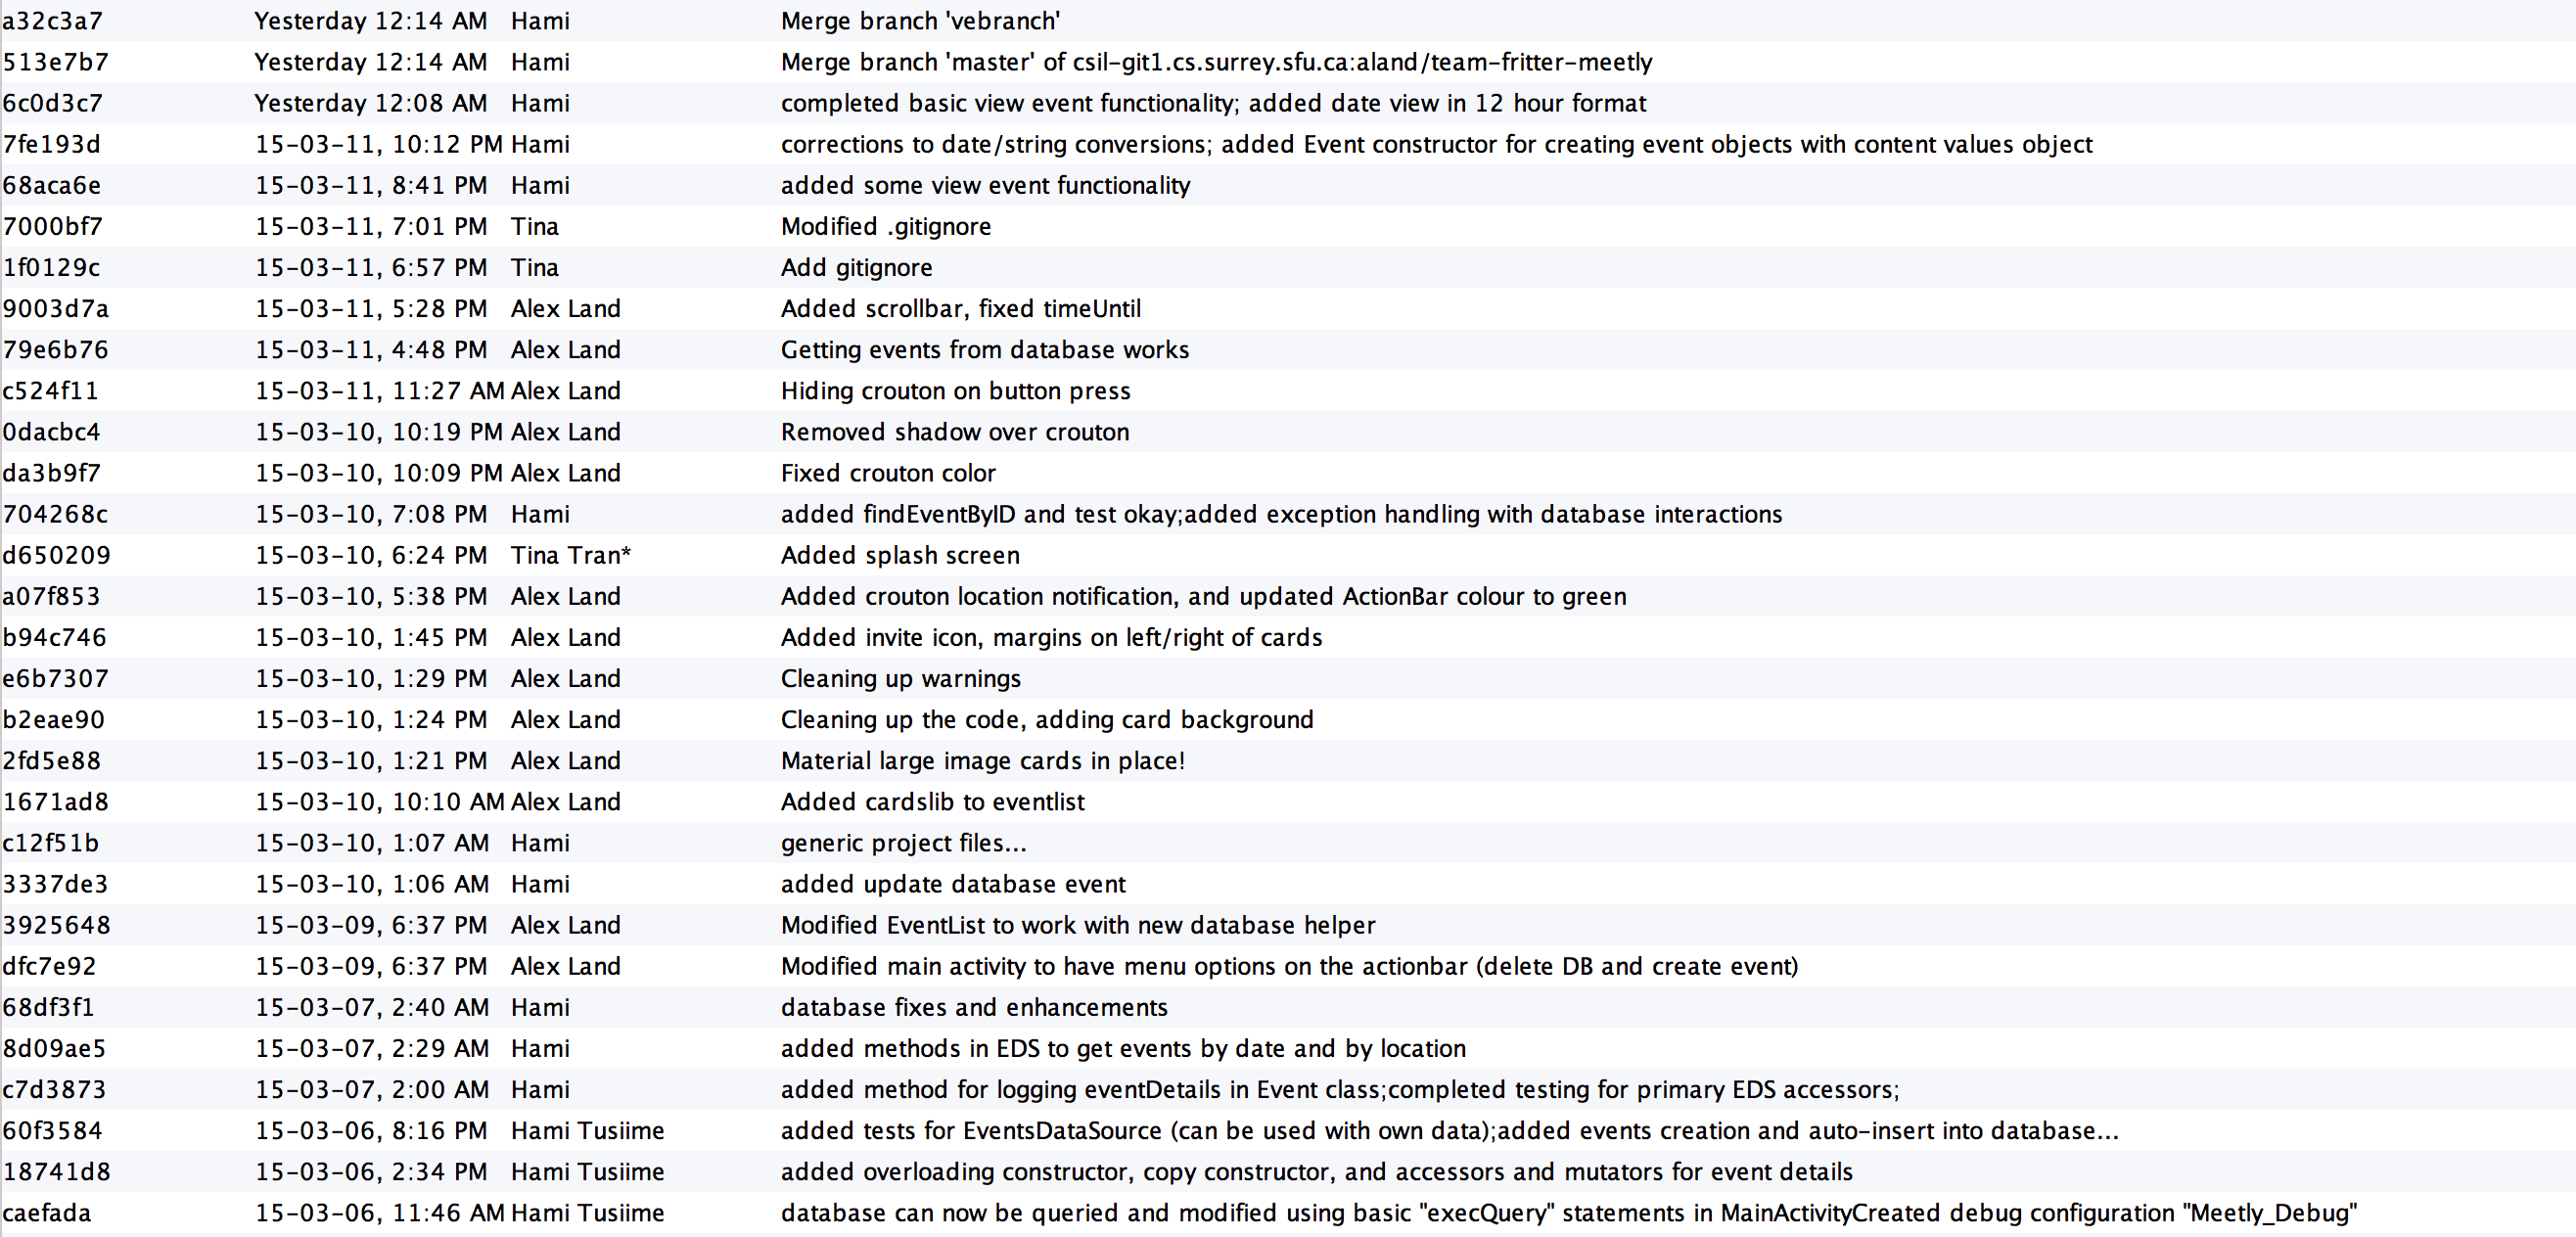 a32c3a7 Yesterday 12:14 AM Hami Merge branch 'vebranch'
513e7b7 Yesterday 12:14 AM Hami Merge branch 'master' of csil-git1.cs.surrey.sfu.ca:aland/team-fritter-meetly
6c0d3c7 Yesterday 12:08 AM Hami completed basic view event functionality; added date view in 12 hour format
7fe193d 15-03-11, 10:12 PM Hami corrections to date/string conversions; added Event constructor for creating event objects with content values object
68aca6e 15-03-11, 8:41 PM Hami added some view event functionality
7000bf7 15-03-11, 7:01 PM Tina Modified .gitignore
1f0129c 15-03-11, 6:57 PM Tina Add gitignore
9003d7a 15-03-11, 5:28 PM Alex Land Added scrollbar, fixed timeUntil
79e6b76 15-03-11, 4:48 PM Alex Land Getting events from database works
c524f11 15-03-11, 11:27 AM Alex Land Hiding crouton on button press
0dacbc4 15-03-10, 10:19 PM Alex Land Removed shadow over crouton
da3b9f7 15-03-10, 10:09 PM Alex Land Fixed crouton color
704268c 15-03-10, 7:08 PM Hami added findEventByID and test okay;added exception handling with database interactions
d650209 15-03-10, 6:24 PM Tina Tran* Added splash screen
a07f853 15-03-10, 5:38 PM Alex Land Added crouton location notification, and updated ActionBar colour to green
b94c746 15-03-10, 1:45 PM Alex Land Added invite icon, margins on left/right of cards
e6b7307 15-03-10, 1:29 PM Alex Land Cleaning up warnings
b2eae90 15-03-10, 1:24 PM Alex Land Cleaning up the code, adding card background
2fd5e88 15-03-10, 1:21 PM Alex Land Material large image cards in place!
1671ad8 15-03-10, 10:10 AM Alex Land Added cardslib to eventlist
c12f51b 15-03-10, 1:07 AM Hami generic project files...
3337de3 15-03-10, 1:06 AM Hami added update database event
3925648 15-03-09, 6:37 PM Alex Land Modified EventList to work with new database helper
dfc7e92 15-03-09, 6:37 PM Alex Land Modified main activity to have menu options on the actionbar (delete DB and create event)
68df3f1 15-03-07, 2:40 AM Hami database fixes and enhancements
8d09ae5 15-03-07, 2:29 AM Hami added methods in EDS to get events by date and by location
c7d3873 15-03-07, 2:00 AM Hami added method for logging eventDetails in Event class;completed testing for primary EDS accessors;
60f3584 15-03-06, 8:16 PM Hami Tusiime added tests for EventsDataSource (can be used with own data);added events creation and auto-insert into database...
18741d8 15-03-06, 2:34 PM Hami Tusiime added overloading constructor, copy constructor, and accessors and mutators for event details
caefada 15-03-06, 11:46 AM Hami Tusiime database can now be queried and modified using basic "execQuery" statements in MainActivityCreated debug configuration "Meetly_Debug"